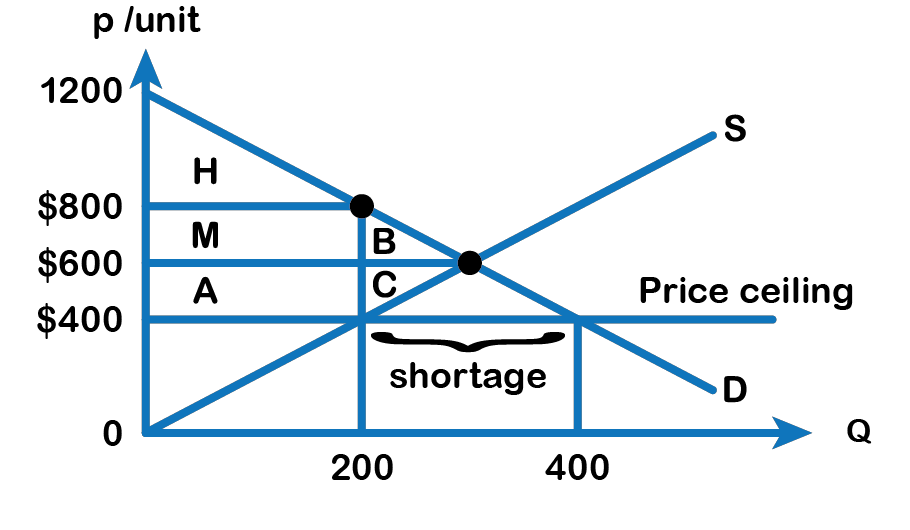 p /unit
1200
S
H
$800
M
B
$600
C
A
Price ceiling
$400
shortage
D
0
Q
200
400